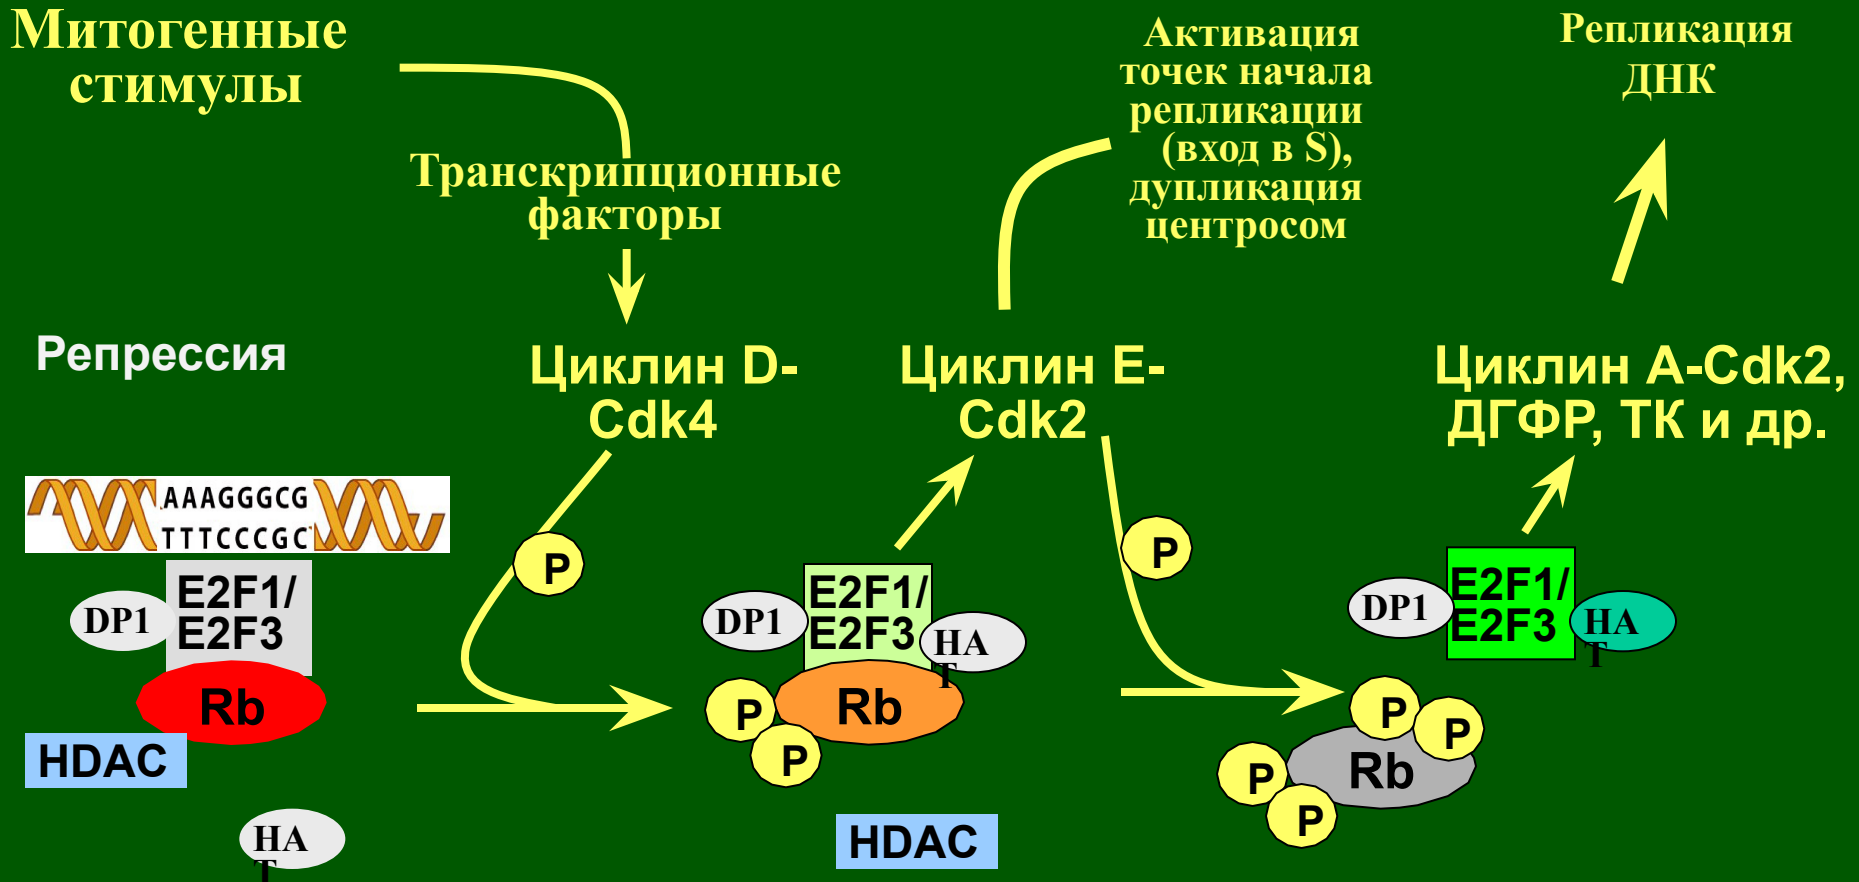 Митогенные
стимулы
Транскрипционные
факторы
Активация
точек начала
репликации
(вход в S),
дупликация
центросом
Репликация
ДНК
Репрессия
Циклин D-
Cdk4
Циклин E-
Cdk2
Циклин A-Cdk2,
ДГФР, ТК и др.
AAAGGGCG
TTTCCCGC
E2F1/
E2F3
DP1
Rb
HDAC
HA
T
P
E2F1/
E2F3
DP1
HA
T
Rb
P
P
HDAC
P
E2F1/
E2F3
DP1
HA
T
P
P
Rb
P
P